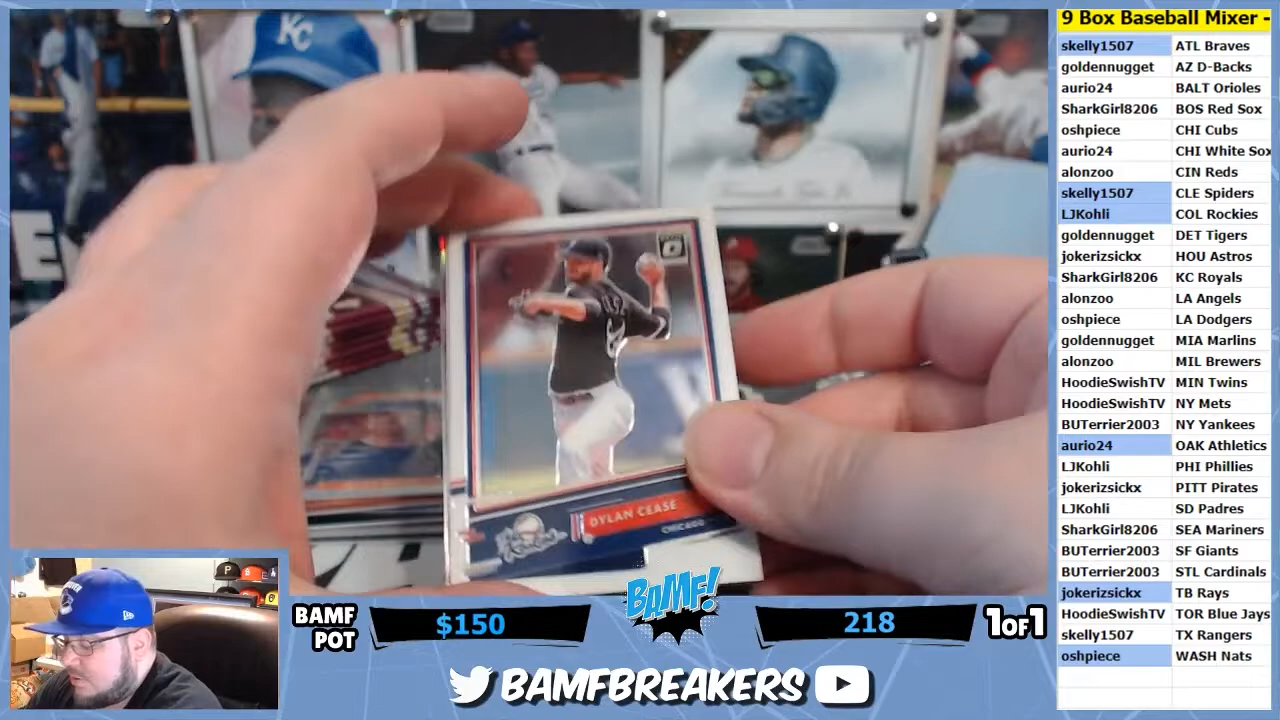 9 Box Baseball Mixer -
skelly1507 ATL Braves
goldennugget AZ D-Backs
aurio24 BALT Orioles
SharkGirl8206 BOS Red Sox
oshpiece CHI Cubs
aurio24 CHI White Sox
alonzoo CIN Reds
skelly1507 CLE Spiders
LJKohli COL Rockies
goldennugget DET Tigers
jokerizsickx HOU Astros
SharkGirl8206 KC Royals
alonzoo LA Angels
oshpiece LA Dodgers
goldennugget MIA Marlins
alonzoo MIL Brewers
HoodieSwishTV MIN Twins
HoodieSwishTV NY Mets
BUTerrier2003 NY Yankees
aurio24 OAK Athletics
LJKohli PHI Phillies
jokerizsickx PITT Pirates
LJKohli SD Padres
SharkGirl8206 SEA Mariners
BUTerrier2003 SF Giants
BUTerrier2003 STL Cardinals
jokerizsickx TB Rays
HoodieSwishTV TOR Blue Jays
skelly1507 TX Rangers
oshpiece WASH Nats
KC
DYLAN CEASE
CHICAGO
BAMF POT
$150
BAMF!
218
1OF1
BAMFBREAKERS